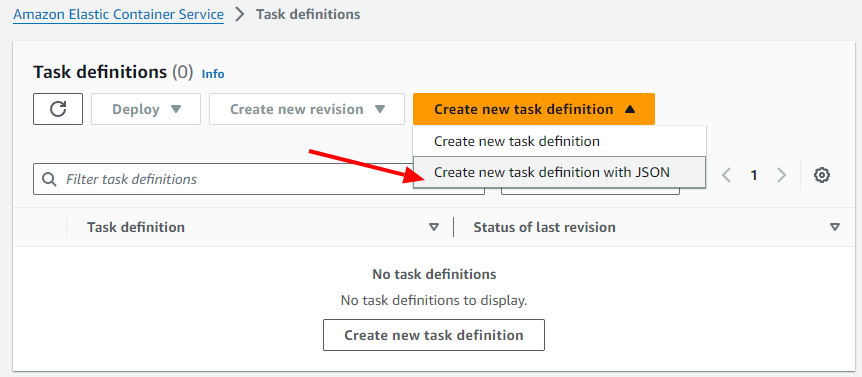 Amazon Elastic Container Service > Task definitions
Task definitions (0) Info
Deploy Create new revision Create new task definition
Create new task definition
Create new task definition with JSON
Filter task definitions
1
Task definition Status of last revision
No task definitions
No task definitions to display.
Create new task definition